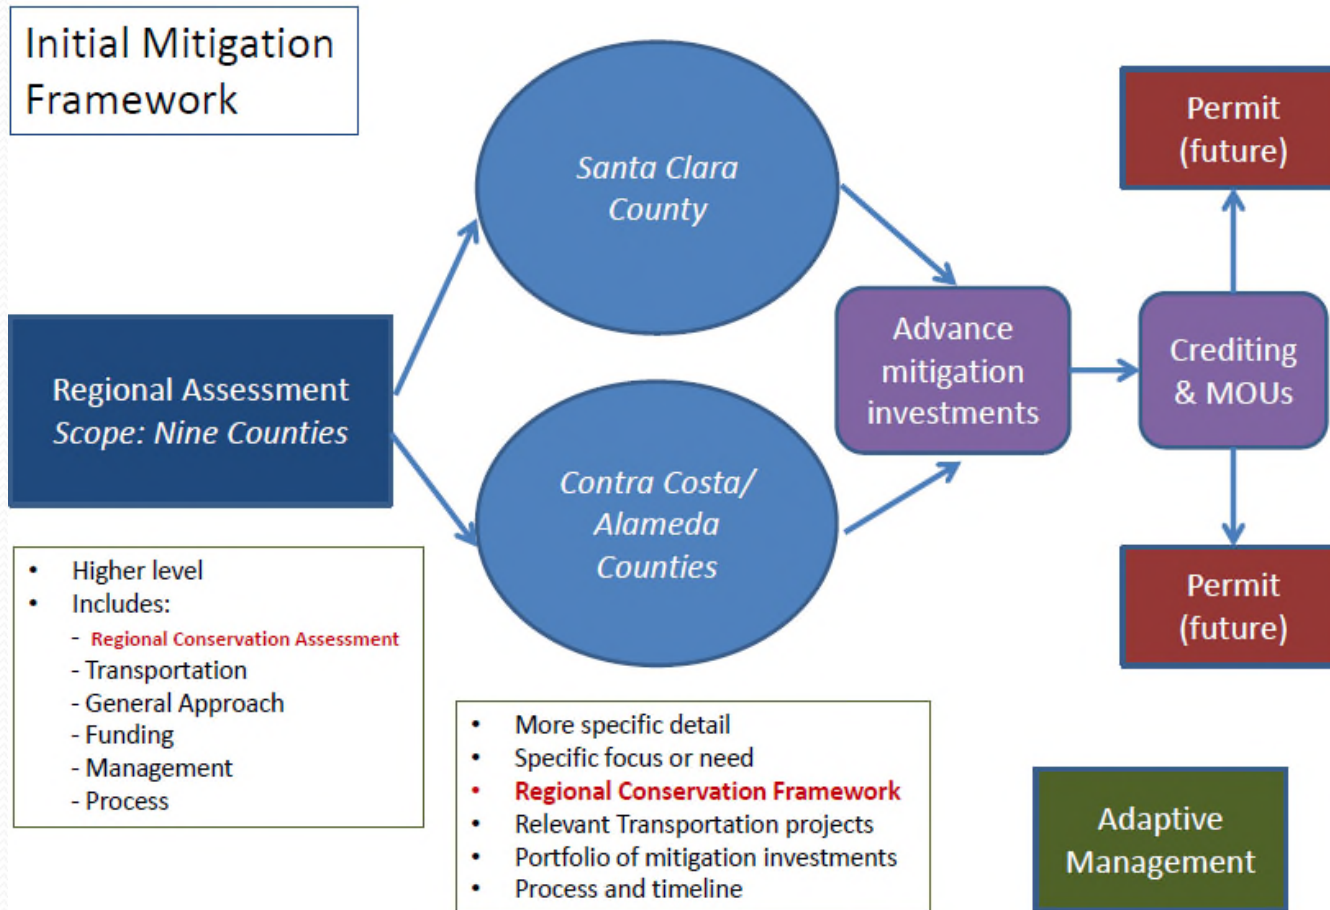 Initial Mitigation
Framework
Santa Clara
County
Permit
(future)
Regional Assessment
Scope: Nine Counties
Advance
mitigation
investments
Crediting
& MOUs
Contra Costa/
Alameda
Counties
Permit
(future)
• Higher level
• Includes:
- Regional Conservation Assessment
- Transportation
- General Approach
- Funding
- Management
- Process
• More specific detail
• Specific focus or need
• Regional Conservation Framework
• Relevant Transportation projects
• Portfolio of mitigation investments
• Process and timeline
Adaptive
Management